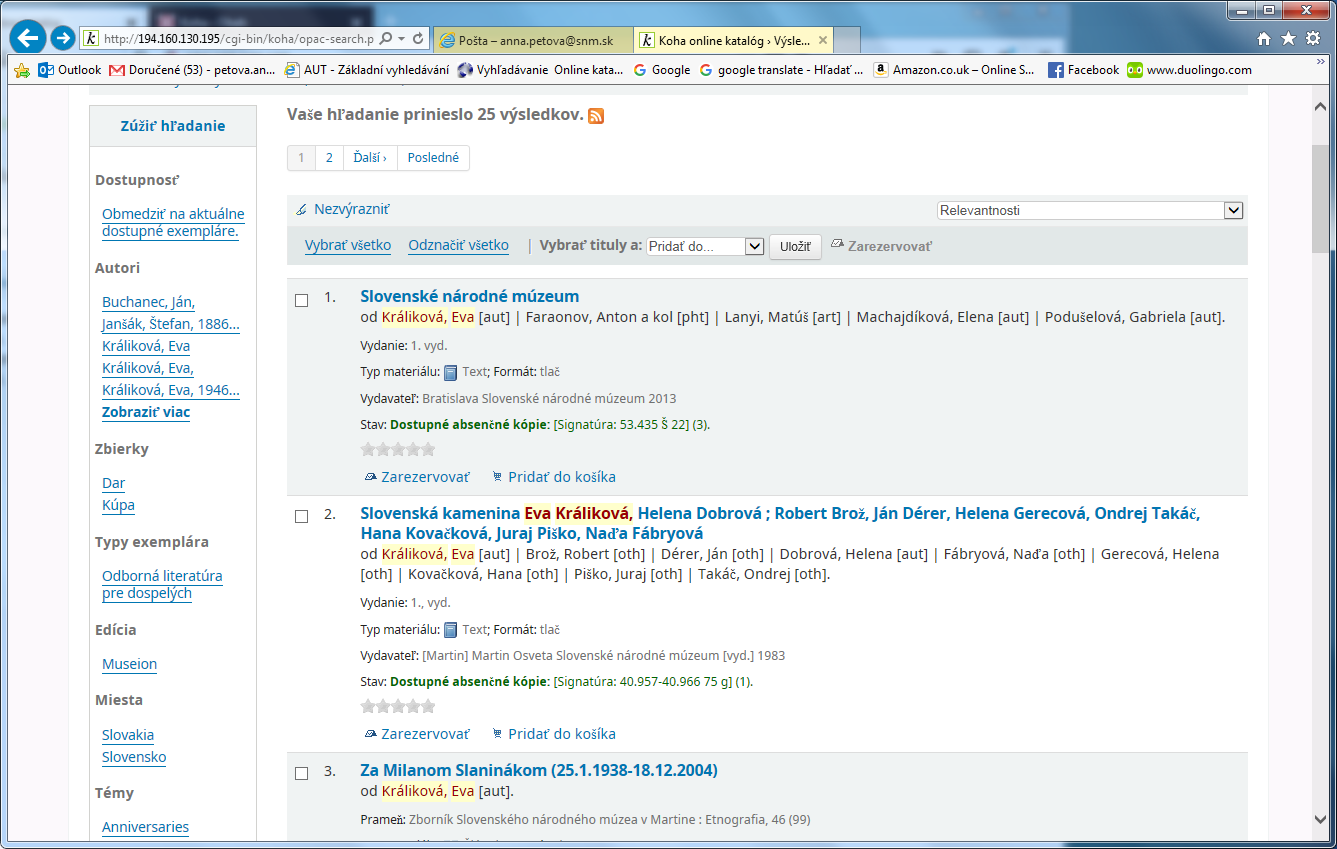 http://194.160.130.195/cgi-bin/koha/opac-search.p
Pošta – anna.petova@snm.sk
Koha online katalóg › Výsle...
Outlook
Doručené (53) - petova.an...
AUT - Základní vyhledávání
Vyhľadávanie Online kata...
Google
google translate - Hľadať ...
Amazon.co.uk – Online S...
Facebook
www.duolingo.com
Zúžiť hľadanie
Dostupnosť
Obmedziť na aktuálne
dostupné exempláre.
Autori
Buchanec, Ján,
Janšák, Štefan, 1886...
Králiková, Eva
Králiková, Eva,
Králiková, Eva, 1946...
Zobraziť viac
Zbierky
Dar
Kúpa
Typy exemplára
Odborná literatúra
pre dospelých
Edícia
Museion
Miesta
Slovakia
Slovensko
Témy
Anniversaries
Vaše hľadanie prinieslo 25 výsledkov.
1 2 Ďalší › Posledné
Nezvýrazniť
Relevantnosti
Vybrať všetko Odznačiť všetko | Vybrať tituly a: Pridať do... Uložiť Zarezervovať
1. Slovenské národné múzeum
od Králiková, Eva [aut] | Faraonov, Anton a kol [pht] | Lanyi, Matúš [art] | Machajdíková, Elena [aut] | Podušelová, Gabriela [aut].
Vydanie: 1. vyd.
Typ materiálu: Text; Formát: tlač
Vydavateľ: Bratislava Slovenské národné múzeum 2013
Stav: Dostupné absenčné kópie: [Signatúra: 53.435 Š 22] (3).
Zarezervovať Pridať do košíka
2. Slovenská kamenina Eva Králiková, Helena Dobrová ; Robert Brož, Ján Dérer, Helena Gerecová, Ondrej Takáč,
Hana Kovačková, Juraj Piško, Naďa Fábryová
od Králiková, Eva [aut] | Brož, Robert [oth] | Dérer, Ján [oth] | Dobrová, Helena [aut] | Fábryová, Naďa [oth] | Gerecová, Helena
[oth] | Kovačková, Hana [oth] | Piško, Juraj [oth] | Takáč, Ondrej [oth].
Vydanie: 1., vyd.
Typ materiálu: Text; Formát: tlač
Vydavateľ: [Martin] Martin Osveta Slovenské národné múzeum [vyd.] 1983
Stav: Dostupné absenčné kópie: [Signatúra: 40.957-40.966 75 g] (1).
Zarezervovať Pridať do košíka
3. Za Milanom Slaninákom (25.1.1938-18.12.2004)
od Králiková, Eva [aut].
Prameň: Zborník Slovenského národného múzea v Martine : Etnografia, 46 (99)